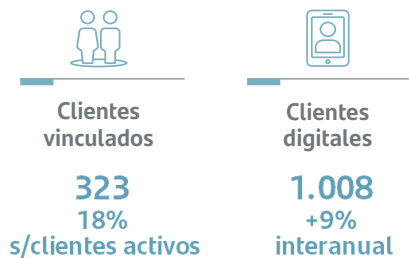 Clientes
vinculados
323
18%
s/clientes activos
Clientes
digitales
1.008
+9%
interanual